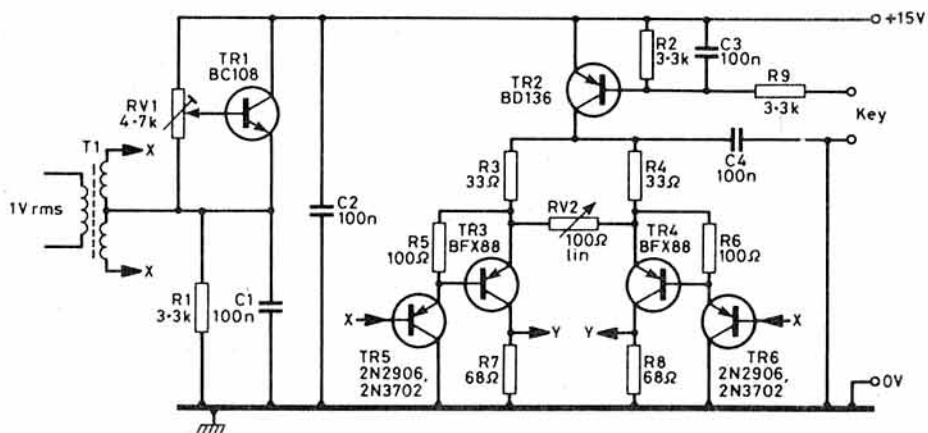 +15V
R2
3·3k
C3
100n
TR1
BC108
TR2
BD136
R9
3·3k
RV1
4·7k
Key
T1
X
R3
33Ω
R4
33Ω
C4
100n
1V rms
C2
100n
RV2
100Ω
lin
TR3
BFX88
TR4
BFX88
R5
100Ω
R6
100Ω
R1
3·3k
C1
100n
X
X
Y
Y
X
TR5
2N2906,
2N3702
R7
68Ω
R8
68Ω
TR6
2N2906,
2N3702
0V